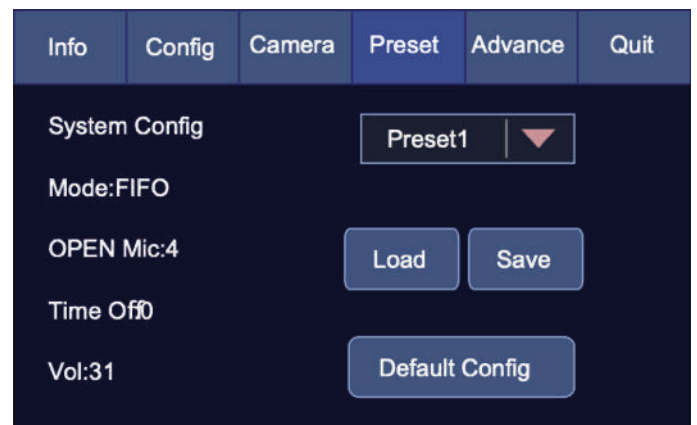 Info Config Camera Preset Advance Quit
System Config
Preset1
Mode:FIFO
OPEN Mic:4
Load Save
Time Off0
Vol:31
Default Config